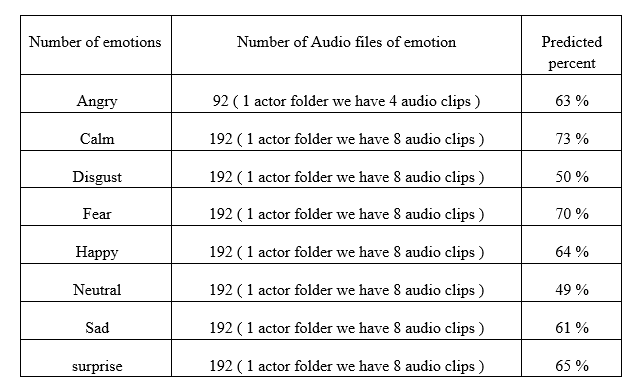 Number of emotions Number of Audio files of emotion Predicted percent
Angry 92 ( 1 actor folder we have 4 audio clips ) 63 %
Calm 192 ( 1 actor folder we have 8 audio clips ) 73 %
Disgust 192 ( 1 actor folder we have 8 audio clips ) 50 %
Fear 192 ( 1 actor folder we have 8 audio clips ) 70 %
Happy 192 ( 1 actor folder we have 8 audio clips ) 64 %
Neutral 192 ( 1 actor folder we have 8 audio clips ) 49 %
Sad 192 ( 1 actor folder we have 8 audio clips ) 61 %
surprise 192 ( 1 actor folder we have 8 audio clips ) 65 %